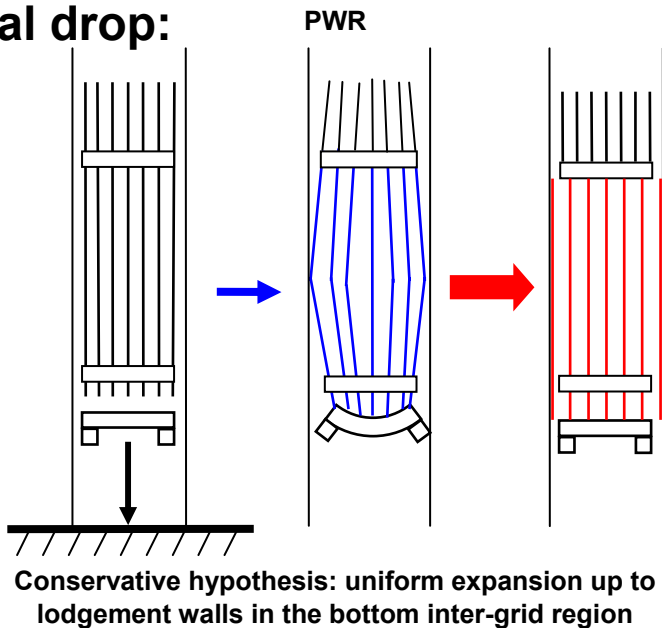 al drop:
PWR
Conservative hypothesis: uniform expansion up to
lodgement walls in the bottom inter-grid region